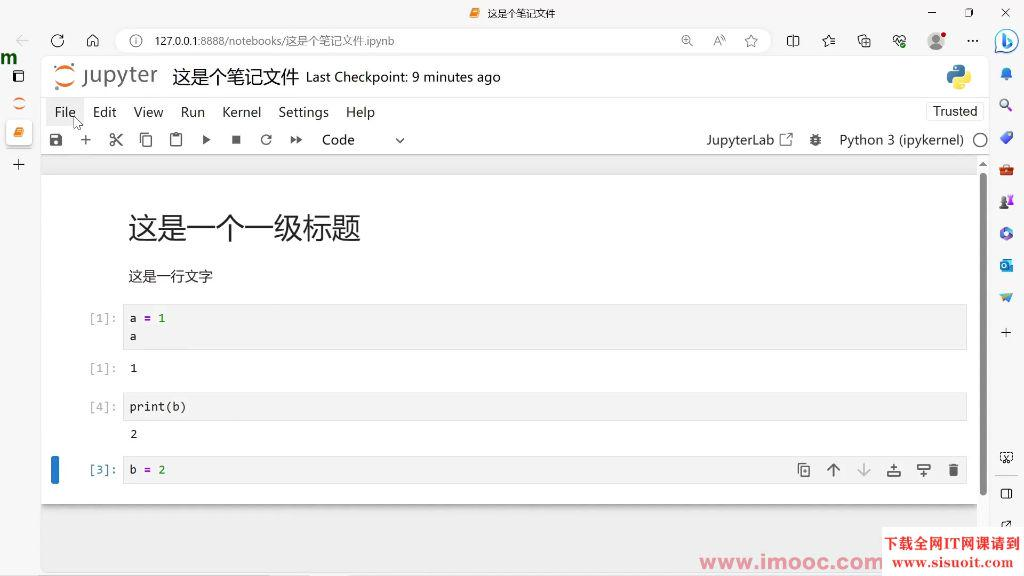 这是个笔记文件
127.0.0.1:8888/notebooks/这是个笔记文件.ipynb
m
jupyter 这是个笔记文件 Last Checkpoint: 9 minutes ago
File Edit View Run Kernel Settings Help Trusted
Code JupyterLab Python 3 (ipykernel)
这是一个一级标题
这是一行文字
[1]: a = 1
a
[1]: 1
[4]: print(b)
2
[3]: b = 2
下载全网IT网课请到
www.imooc.com
www.sisuoit.com